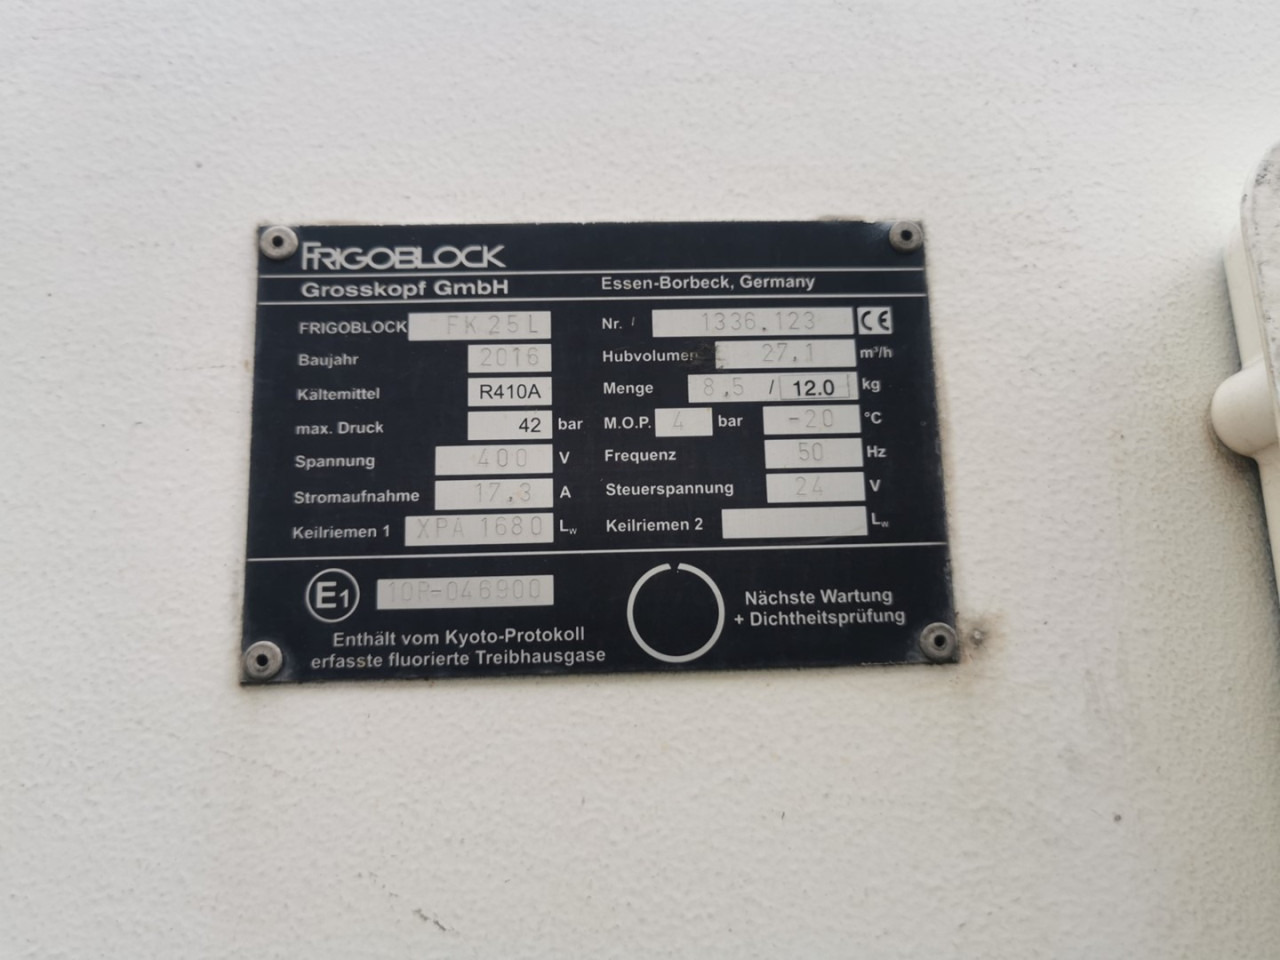 FRIGOBLOCK
Grosskopf GmbH Essen-Borbeck, Germany
FRIGOBLOCK FK 25 L Nr. / 1336.123 CE
Baujahr 2016 Hubvolumen 27.1 m³/h
Kältemittel R410A Menge 8.5 / 12.0 kg
max. Druck 42 bar M.O.P. 4 bar -20 °C
Spannung 400 V Frequenz 50 Hz
Stromaufnahme 17.3 A Steuerspannung 24 V
Keilriemen 1 XPA 1680 Lw Keilriemen 2 Lw
E1 10R-046900
Enthält vom Kyoto-Protokoll
erfasste fluorierte Treibhausgase
Nächste Wartung
+ Dichtheitsprüfung